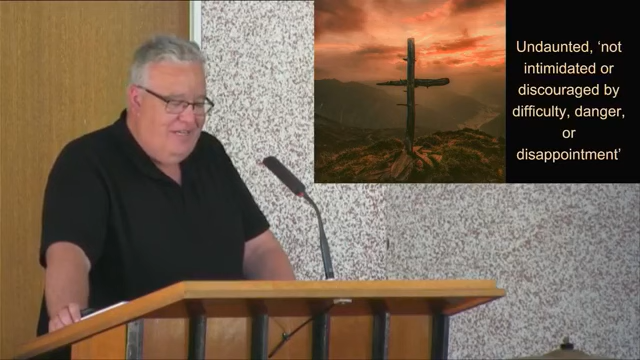 Undaunted, ‘not
intimidated or
discouraged by
difficulty, danger,
or
disappointment’